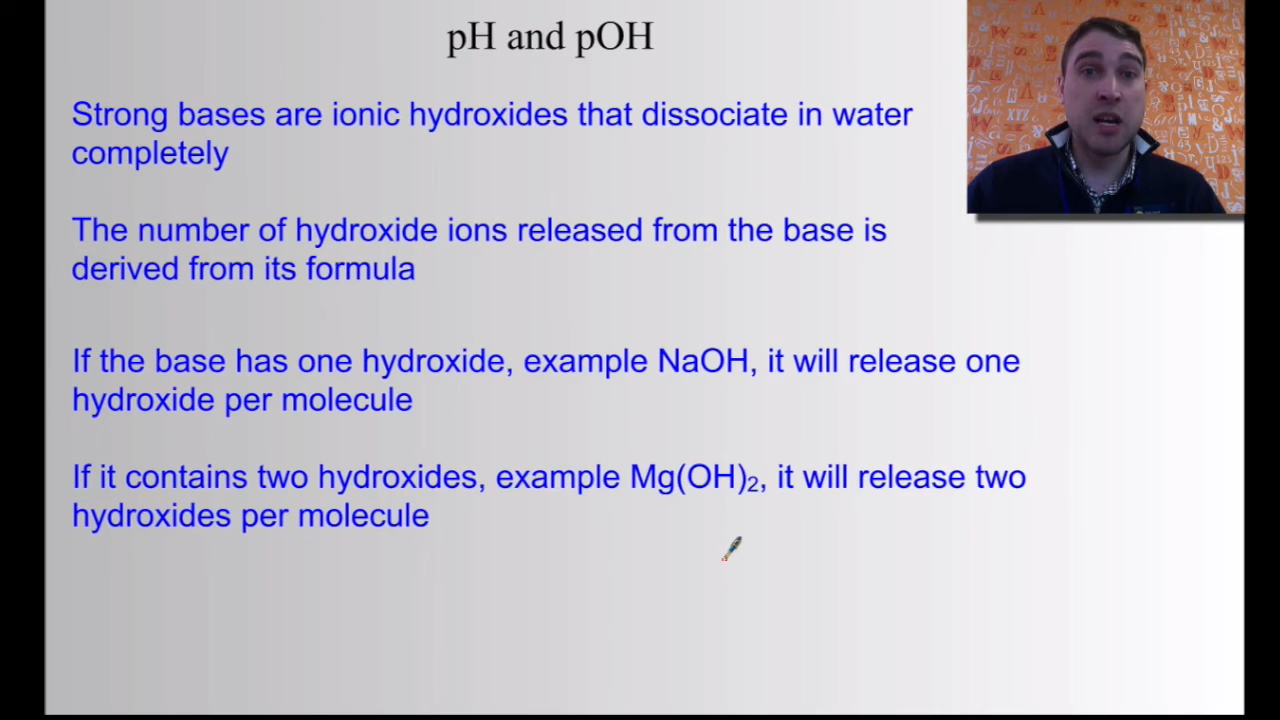 pH and pOH
Strong bases are ionic hydroxides that dissociate in water
completely
The number of hydroxide ions released from the base is
derived from its formula
If the base has one hydroxide, example NaOH, it will release one
hydroxide per molecule
If it contains two hydroxides, example Mg(OH)₂, it will release two
hydroxides per molecule